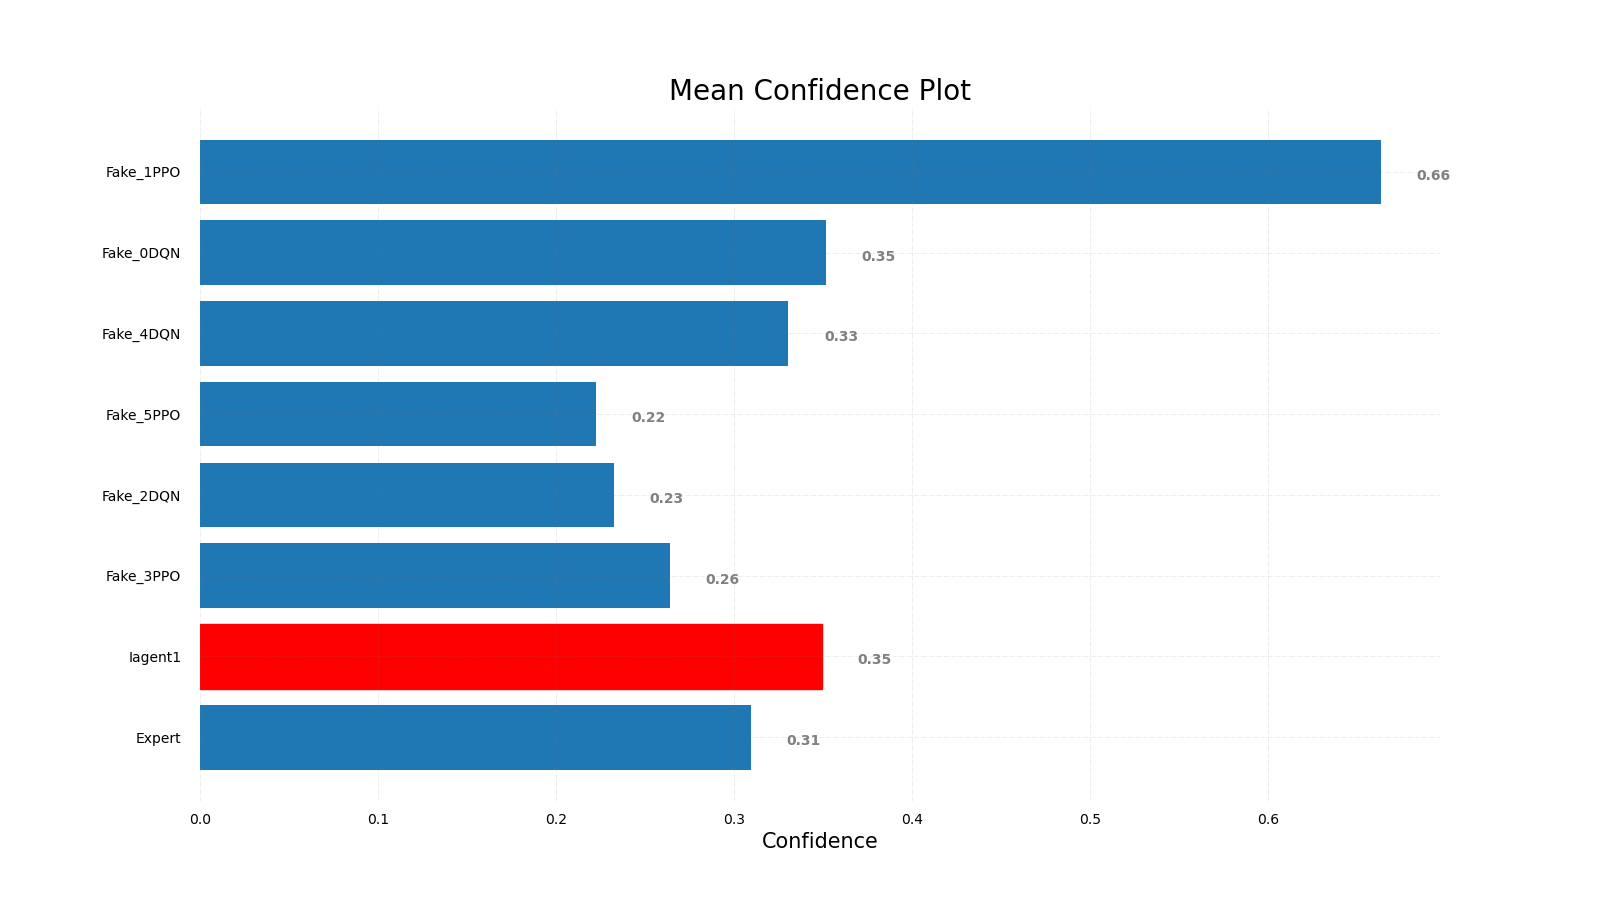 Mean Confidence Plot
Fake_1PPO 0.66
Fake_0DQN 0.35
Fake_4DQN 0.33
Fake_5PPO 0.22
Fake_2DQN 0.23
Fake_3PPO 0.26
Iagent1 0.35
Expert 0.31
0.0 0.1 0.2 0.3 0.4 0.5 0.6
Confidence